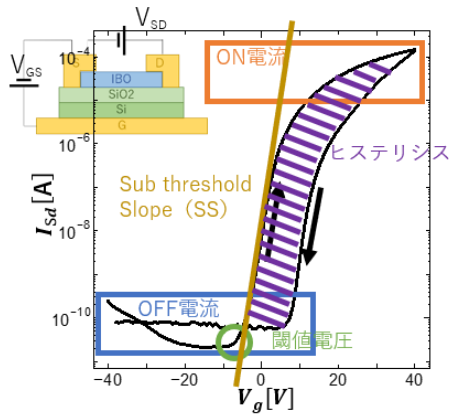 V_SD
V_GS
S
D
IBO
SiO2
Si
G
ON電流
ヒステリシス
Sub threshold
Slope（SS）
OFF電流
閾値電圧
I_Sd [A]
10^-4
10^-6
10^-8
10^-10
−40
−20
0
20
40
V_g [V]